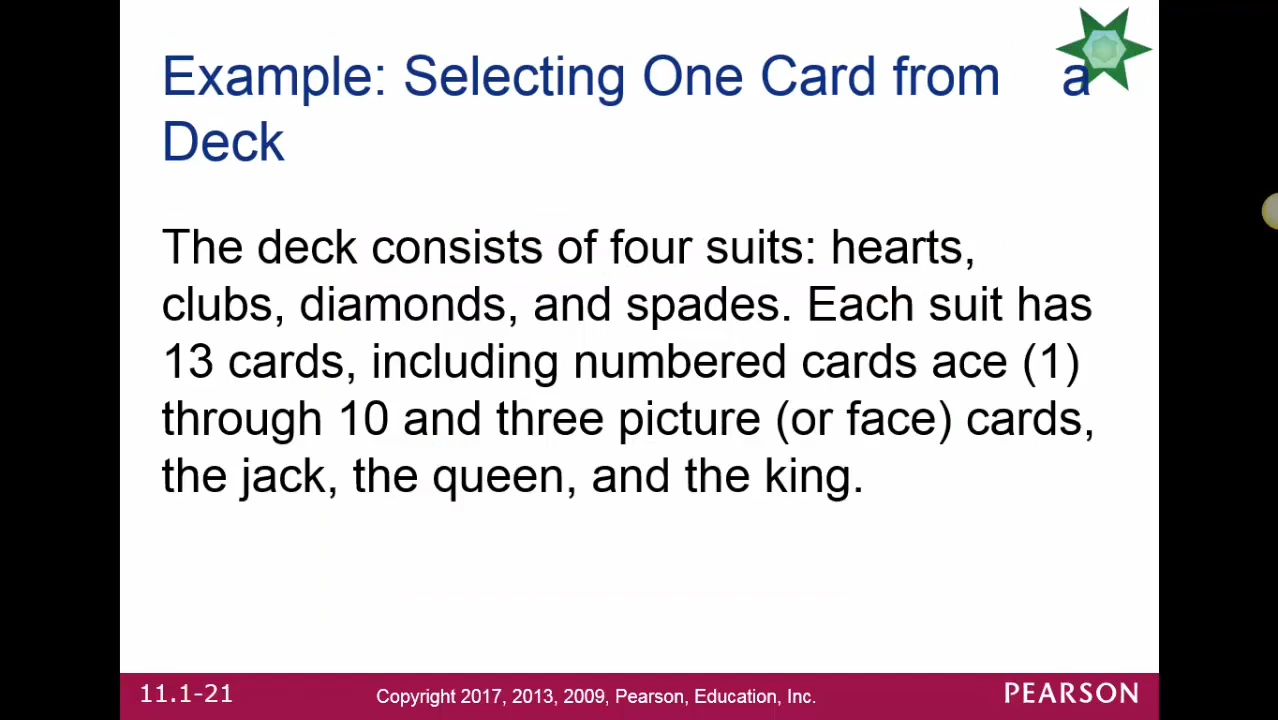 Example: Selecting One Card from a
Deck
The deck consists of four suits: hearts,
clubs, diamonds, and spades. Each suit has
13 cards, including numbered cards ace (1)
through 10 and three picture (or face) cards,
the jack, the queen, and the king.
11.1-21
Copyright 2017, 2013, 2009, Pearson, Education, Inc.
PEARSON